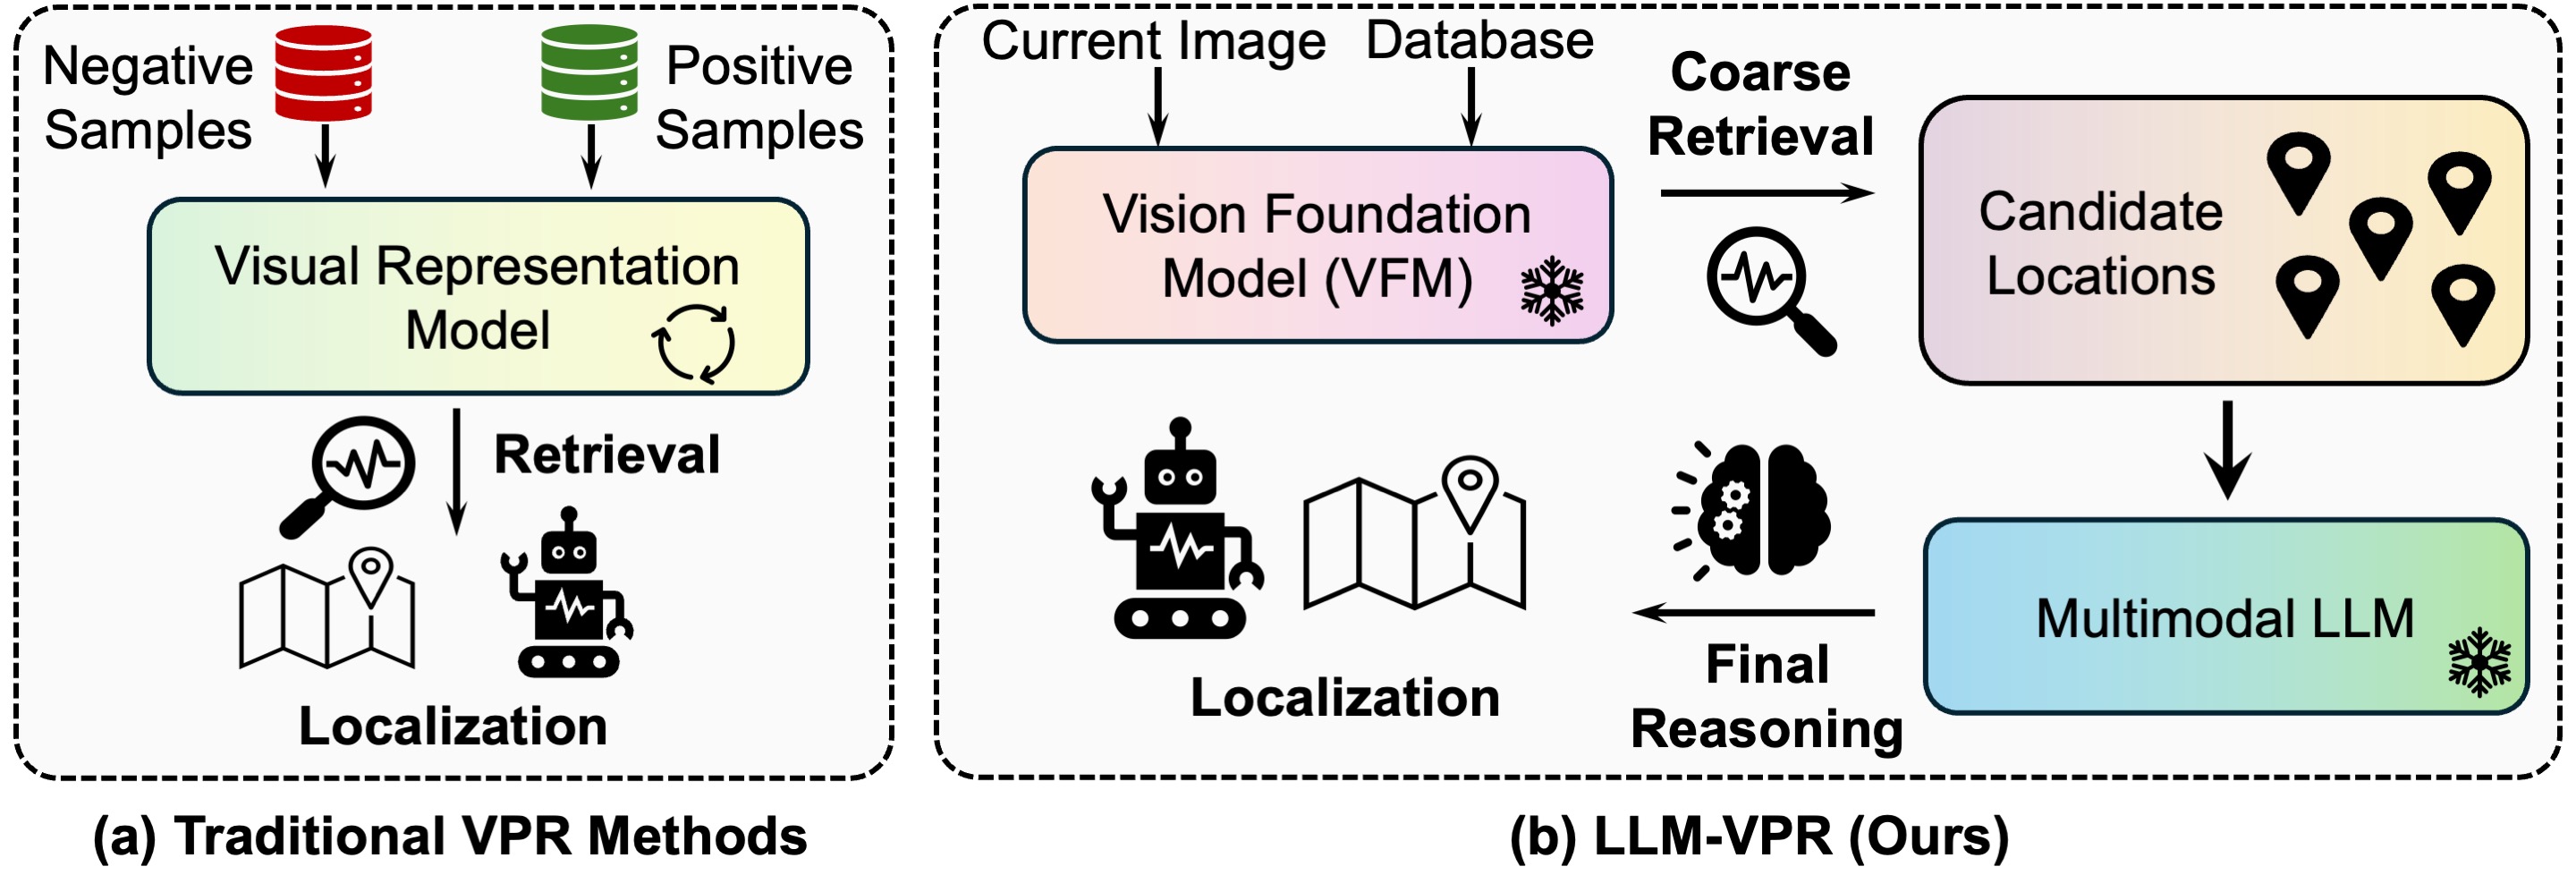 Negative
Samples
Positive
Samples
Visual Representation
Model
Retrieval
Localization
(a) Traditional VPR Methods
Current Image
Database
Vision Foundation
Model (VFM)
Coarse
Retrieval
Candidate
Locations
Multimodal LLM
Final
Reasoning
Localization
(b) LLM-VPR (Ours)